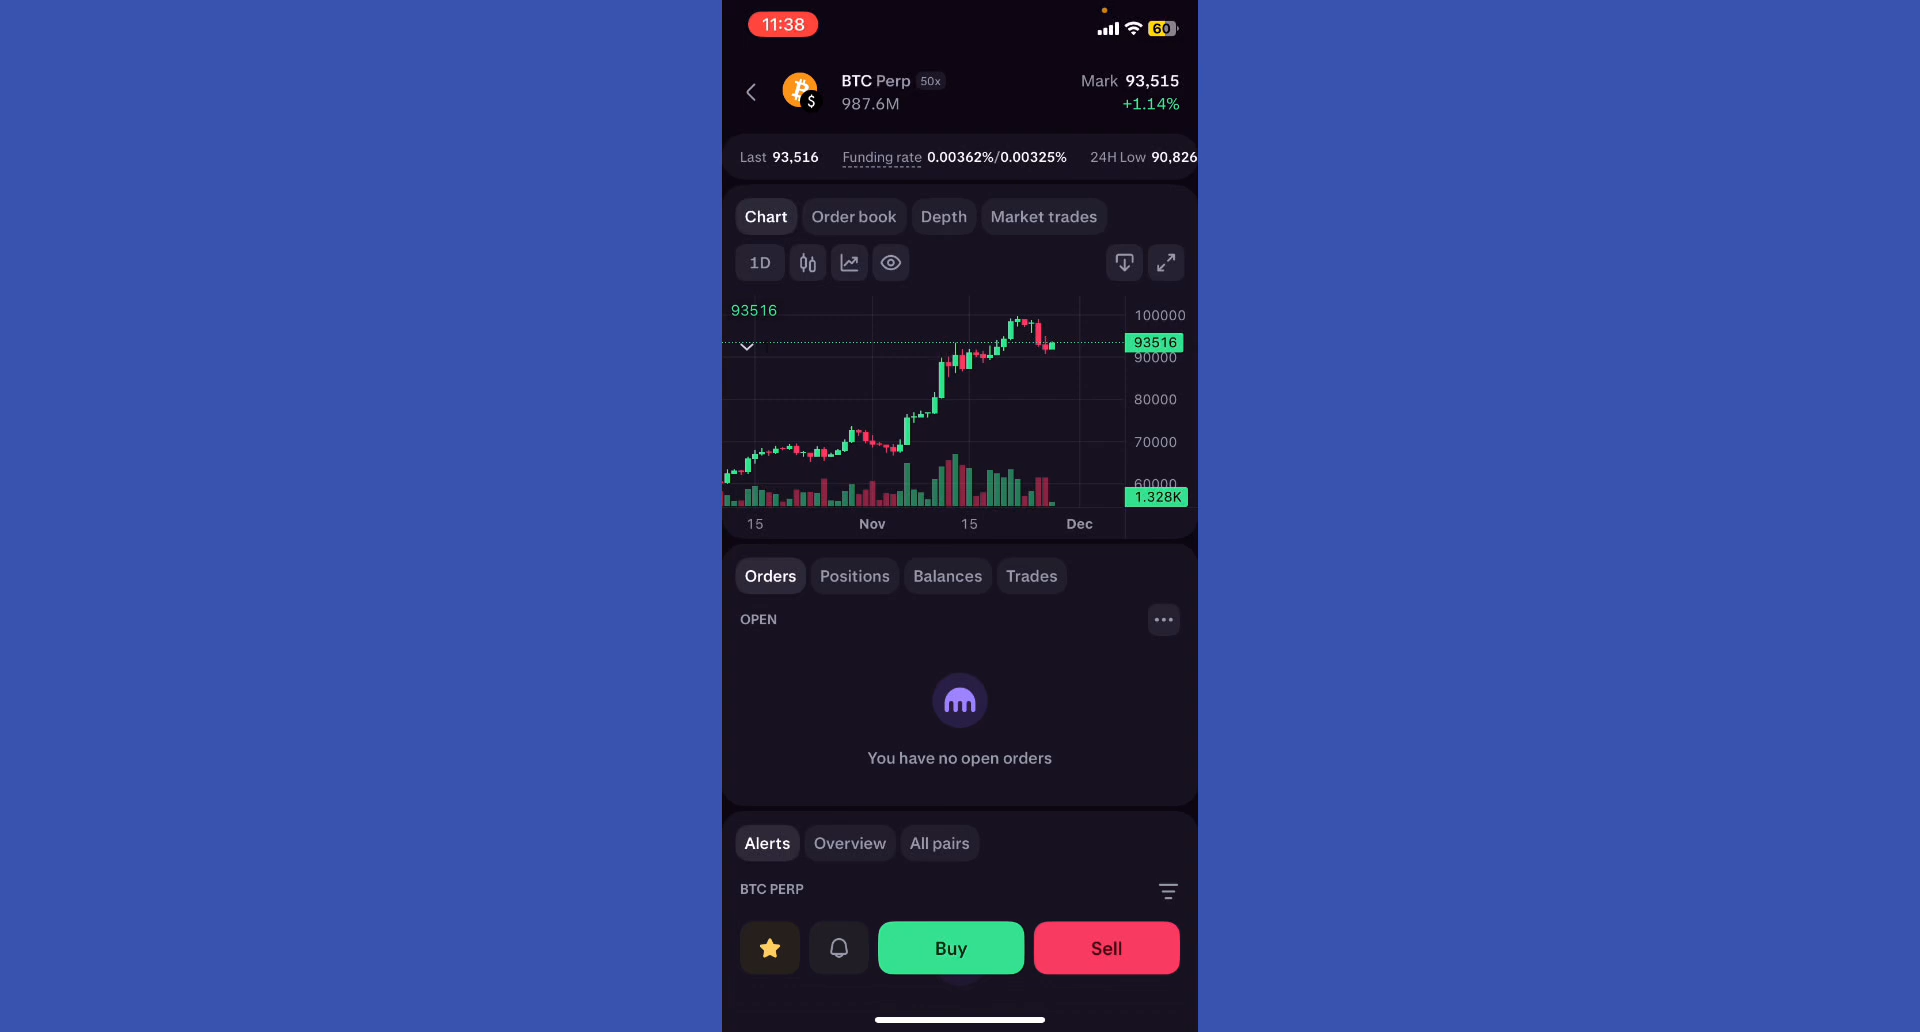 11:38
60
BTC Perp 50x
Mark 93,515
987.6M
+1.14%
Last 93,516 Funding rate 0.00362%/0.00325% 24H Low 90,826
Chart Order book Depth Market trades
1D
93516
100000
93516
90000
80000
70000
60000
1.328K
15 Nov 15 Dec
Orders Positions Balances Trades
OPEN
You have no open orders
Alerts Overview All pairs
BTC PERP
Buy Sell